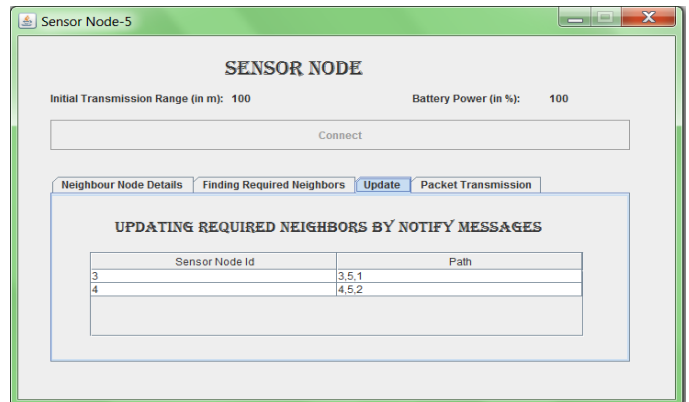 Sensor Node-5
SENSOR NODE
Initial Transmission Range (in m): 100 Battery Power (in %): 100
Connect
Neighbour Node Details Finding Required Neighbors Update Packet Transmission
UPDATING REQUIRED NEIGHBORS BY NOTIFY MESSAGES
Sensor Node Id Path
3 3,5,1
4 4,5,2